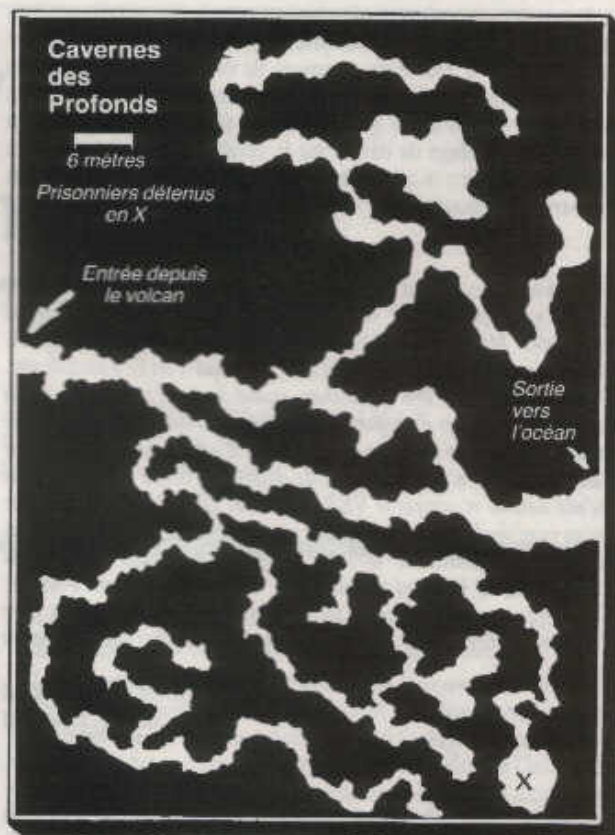 Cavernes
des
Profonds
6 mètres
Prisonniers détenus
en X
Entrée depuis
le volcan
Sortie
vers
l'océan
X